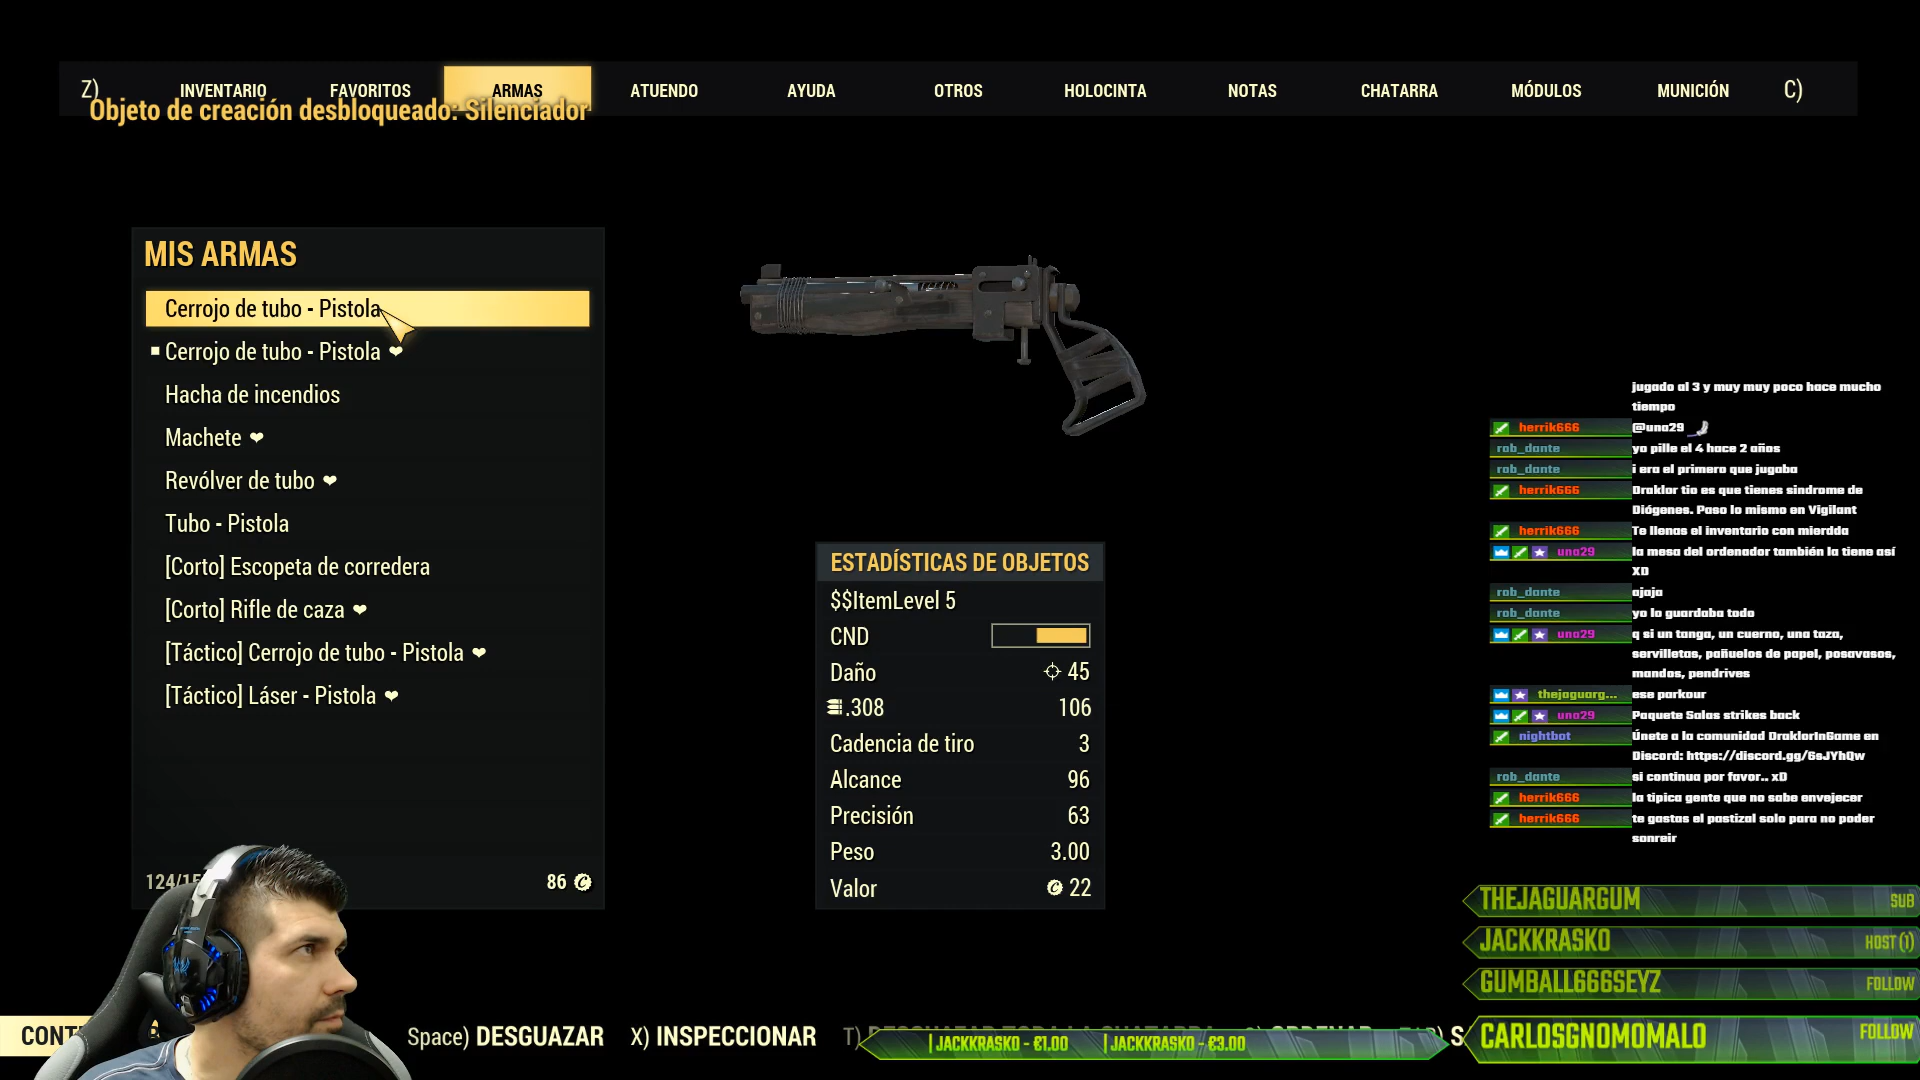 Z)
INVENTARIO
FAVORITOS
ARMAS
ATUENDO
AYUDA
OTROS
HOLOCINTA
NOTAS
CHATARRA
MÓDULOS
MUNICIÓN
C)
Objeto de creación desbloqueado: Silenciador
MIS ARMAS
Cerrojo de tubo - Pistola
Cerrojo de tubo - Pistola ❤
Hacha de incendios
Machete ❤
Revólver de tubo ❤
Tubo - Pistola
[Corto] Escopeta de corredera
[Corto] Rifle de caza ❤
[Táctico] Cerrojo de tubo - Pistola ❤
[Táctico] Láser - Pistola ❤
86
ESTADÍSTICAS DE OBJETOS
$$ItemLevel 5
CND
Daño 45
.308 106
Cadencia de tiro 3
Alcance 96
Precisión 63
Peso 3.00
Valor 22
jugado al 3 y muy muy poco hace mucho
tiempo
herrik666 @una29
rob_dante yo pille el 4 hace 2 años
rob_dante i era el primero que jugaba
herrik666 Draklor tio es que tienes sindrome de
Diógenes. Paso lo mismo en Vigilant
herrik666 Te llenas el inventario con mierdda
una29 la mesa del ordenador también la tiene así
XD
rob_dante ajaja
rob_dante yo lo guardaba todo
una29 q si un tanga, un cuerno, una taza,
servilletas, pañuelos de papel, posavasos,
mandos, pendrives
thejaguarg... ese parkour
una29 Paquete Salas strikes back
nightbot Únete a la comunidad DraklorInGame en
Discord: https://discord.gg/6sJYhQw
rob_dante si continua por favor.. xD
herrik666 la tipica gente que no sabe envejecer
herrik666 te gastas el pastizal solo para no poder
sonreir
THEJAGUARGUM SUB
JACKKRASKO HOST (1)
GUMBALL666SEYZ FOLLOW
CARLOSGNOMOMALO FOLLOW
Space) DESGUAZAR
X) INSPECCIONAR
| JACKKRASKO - €1.00
| JACKKRASKO - €3.00